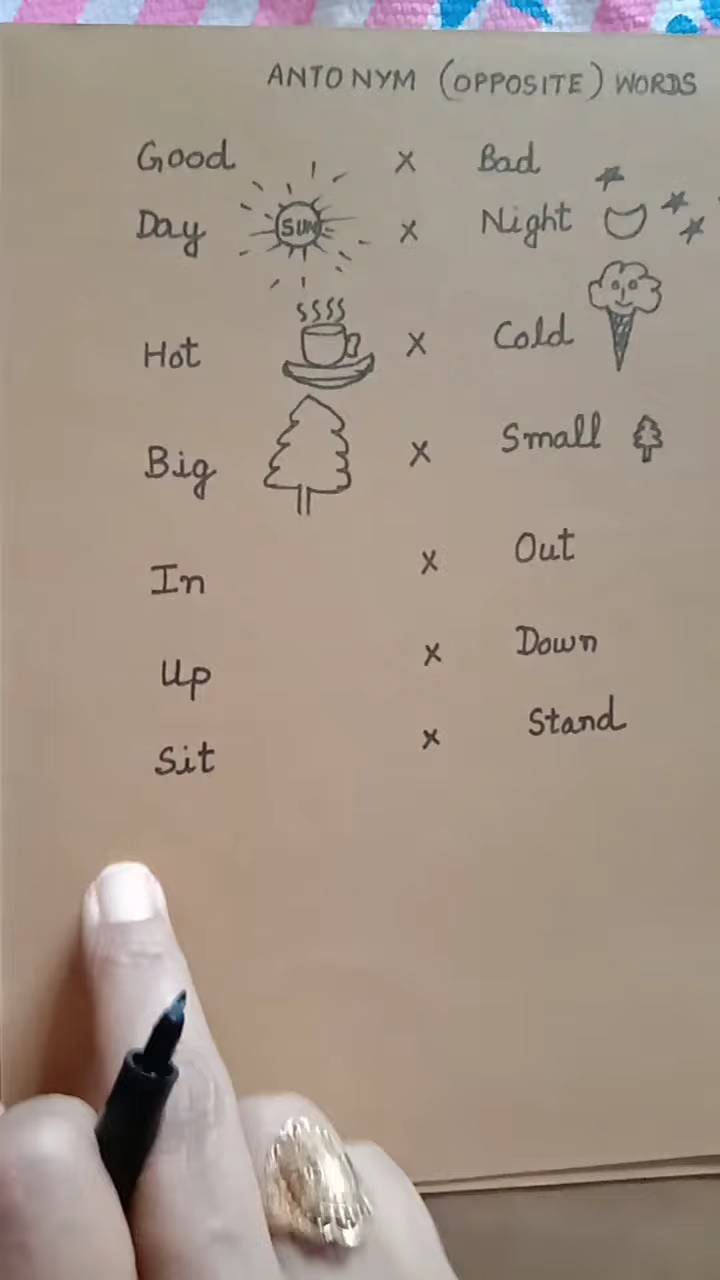 ANTONYM (OPPOSITE) WORDS
Good x Bad
Day SUN x Night
Hot x Cold
Big x Small
In x Out
Up x Down
Sit x Stand